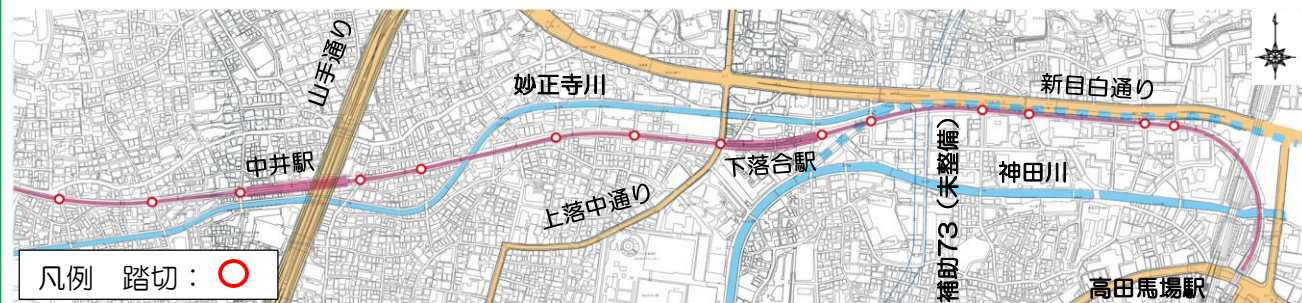 山手通り
妙正寺川
新目白通り
中井駅
下落合駅
上落中通り
補助73(未整備)
神田川
高田馬場駅
凡例 踏切: